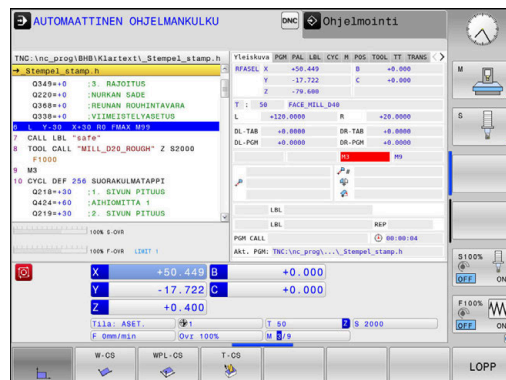 AUTOMAATTINEN OHJELMANKULKU
DNC
Ohjelmointi
TNC:\nc_prog\BHB\Klartext\_Stempel_stamp.h
→_Stempel_stamp.h
Q349=+0 ;3. RAJOITUS
Q220=+0 ;NURKAN SADE
Q368=+0 ;REUNAN ROUHINTAVARA
Q338=+0 ;VIIMEISTELYASETUS
6 L Y-30 X+30 R0 FMAX M99
7 CALL LBL "safe"
8 TOOL CALL "MILL_D20_ROUGH" Z S2000
F1000
9 M3
10 CYCL DEF 256 SUORAKULMATAPPI
Q218=+30 ;1. SIVUN PITUUS
Q424=+60 ;AIHIOMITTA 1
Q219=+30 ;2. SIVUN PITUUS
100% S-OVR
100% F-OVR LIMIT 1
Yleiskuva PGM PAL LBL CYC M POS TOOL TT TRANS
RFASEL X +50.449 B +0.000
Y -17.722 C +0.000
Z -79.600
T : 50 FACE_MILL_D40
L +120.0000 R +20.0000
DL-TAB +0.0000 DR-TAB +0.0000
DL-PGM +0.0000 DR-PGM +0.0000
M3 M9
P#
LBL
LBL REP
PGM CALL 00:00:04
Akt. PGM: TNC:\nc_prog\...\_Stempel_stamp.h
X +50.449 B +0.000
Y -17.722 C +0.000
Z +0.400
Tila: ASET. 1 T 50 Z S 2000
F 0mm/min Ovr 100% M 3/9
W-CS
WPL-CS
T-CS
LOPP
M
S
S100%
OFF ON
F100%
OFF ON